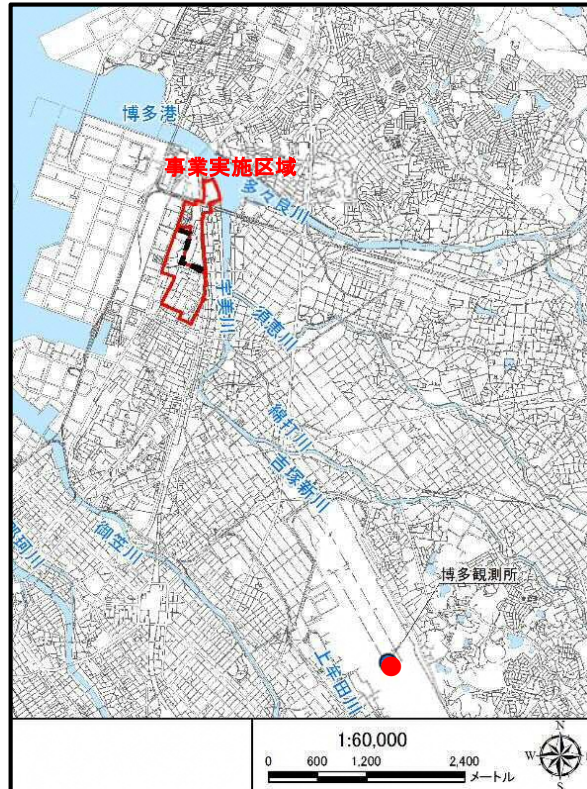 博多港
事業実施区域
多々良川
宇美川
須恵川
綿打川
吉塚新川
御笠川
那珂川
博多観測所
上牟田川
1:60,000
0 600 1,200 2,400
メートル
N
W
S